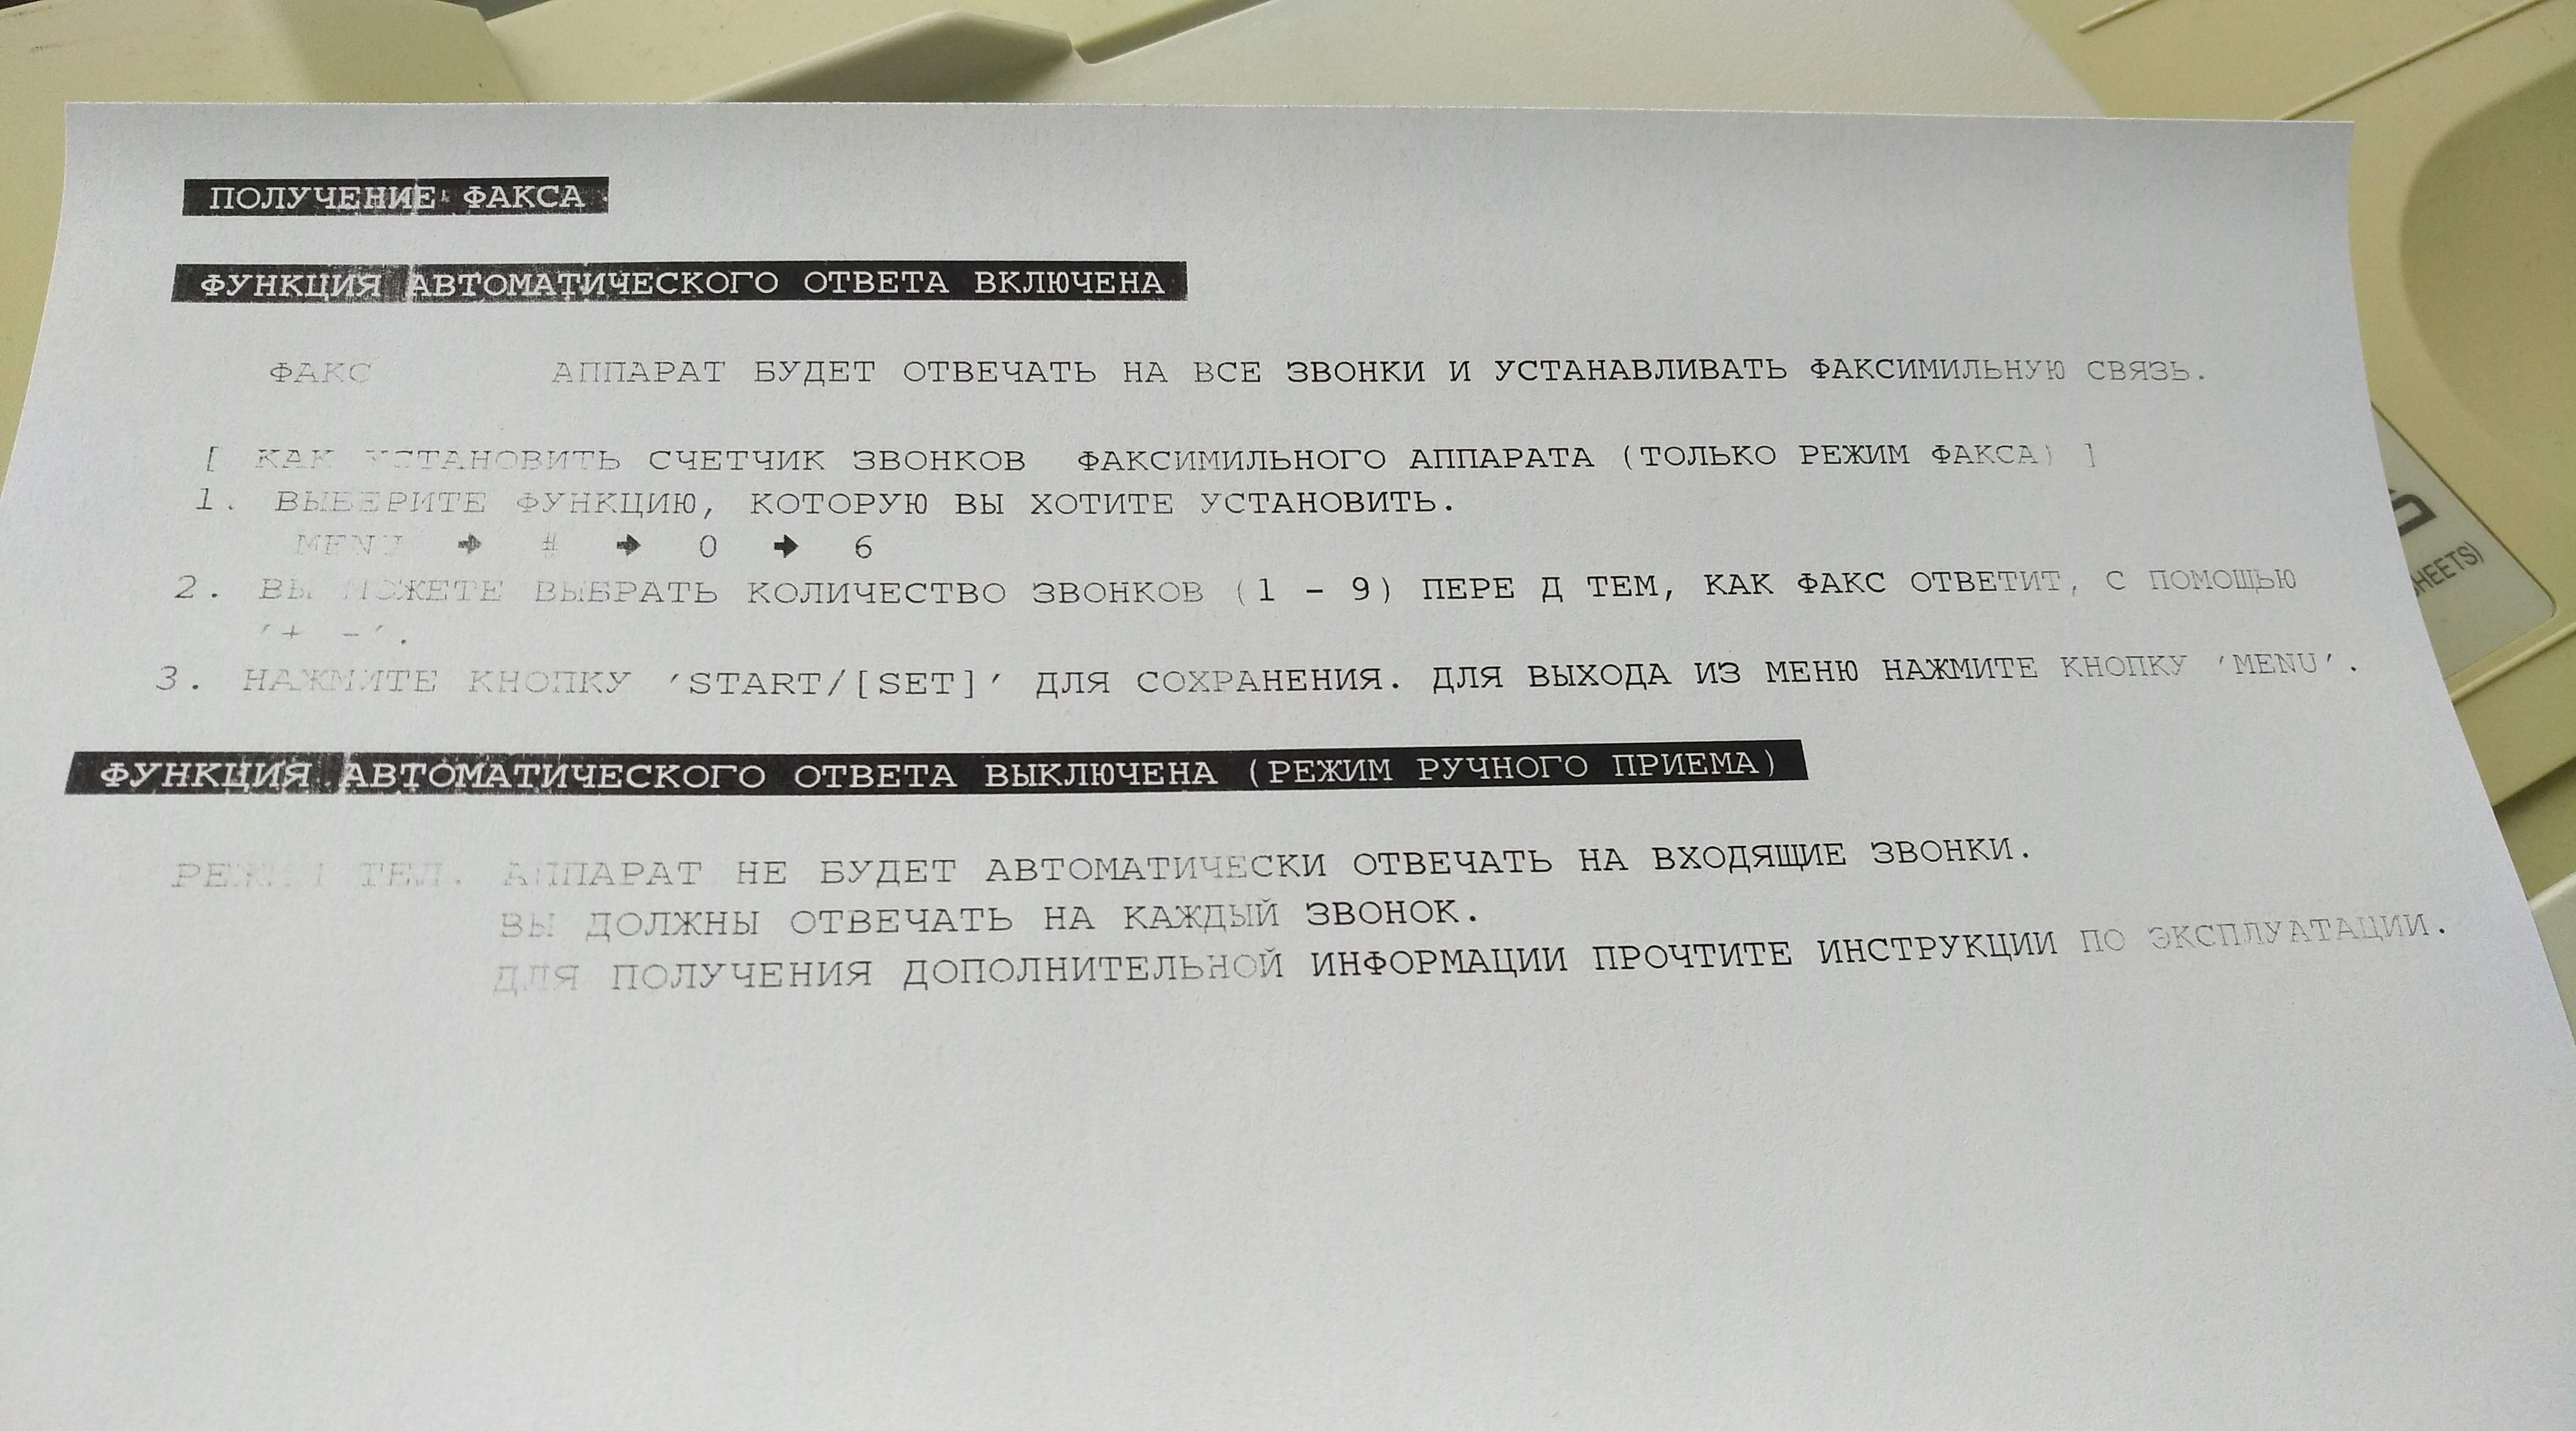 ПОЛУЧЕНИЕ ФАКСА
ФУНКЦИЯ АВТОМАТИЧЕСКОГО ОТВЕТА ВКЛЮЧЕНА
ФАКС АППАРАТ БУДЕТ ОТВЕЧАТЬ НА ВСЕ ЗВОНКИ И УСТАНАВЛИВАТЬ ФАКСИМИЛЬНУЮ СВЯЗЬ.
[ КАК УСТАНОВИТЬ СЧЕТЧИК ЗВОНКОВ ФАКСИМИЛЬНОГО АППАРАТА (ТОЛЬКО РЕЖИМ ФАКСА) ]
1. ВЫБЕРИТЕ ФУНКЦИЮ, КОТОРУЮ ВЫ ХОТИТЕ УСТАНОВИТЬ.
MENU → # → 0 → 6
2. ВЫ МОЖЕТЕ ВЫБРАТЬ КОЛИЧЕСТВО ЗВОНКОВ (1 - 9) ПЕРЕ Д ТЕМ, КАК ФАКС ОТВЕТИТ, С ПОМОЩЬЮ
'+ -'.
3. НАЖМИТЕ КНОПКУ 'START/[SET]' ДЛЯ СОХРАНЕНИЯ. ДЛЯ ВЫХОДА ИЗ МЕНЮ НАЖМИТЕ КНОПКУ 'MENU'.
ФУНКЦИЯ АВТОМАТИЧЕСКОГО ОТВЕТА ВЫКЛЮЧЕНА (РЕЖИМ РУЧНОГО ПРИЕМА)
РЕЖИМ ТЕЛ. АППАРАТ НЕ БУДЕТ АВТОМАТИЧЕСКИ ОТВЕЧАТЬ НА ВХОДЯЩИЕ ЗВОНКИ.
ВЫ ДОЛЖНЫ ОТВЕЧАТЬ НА КАЖДЫЙ ЗВОНОК.
ДЛЯ ПОЛУЧЕНИЯ ДОПОЛНИТЕЛЬНОЙ ИНФОРМАЦИИ ПРОЧТИТЕ ИНСТРУКЦИИ ПО ЭКСПЛУАТАЦИИ.